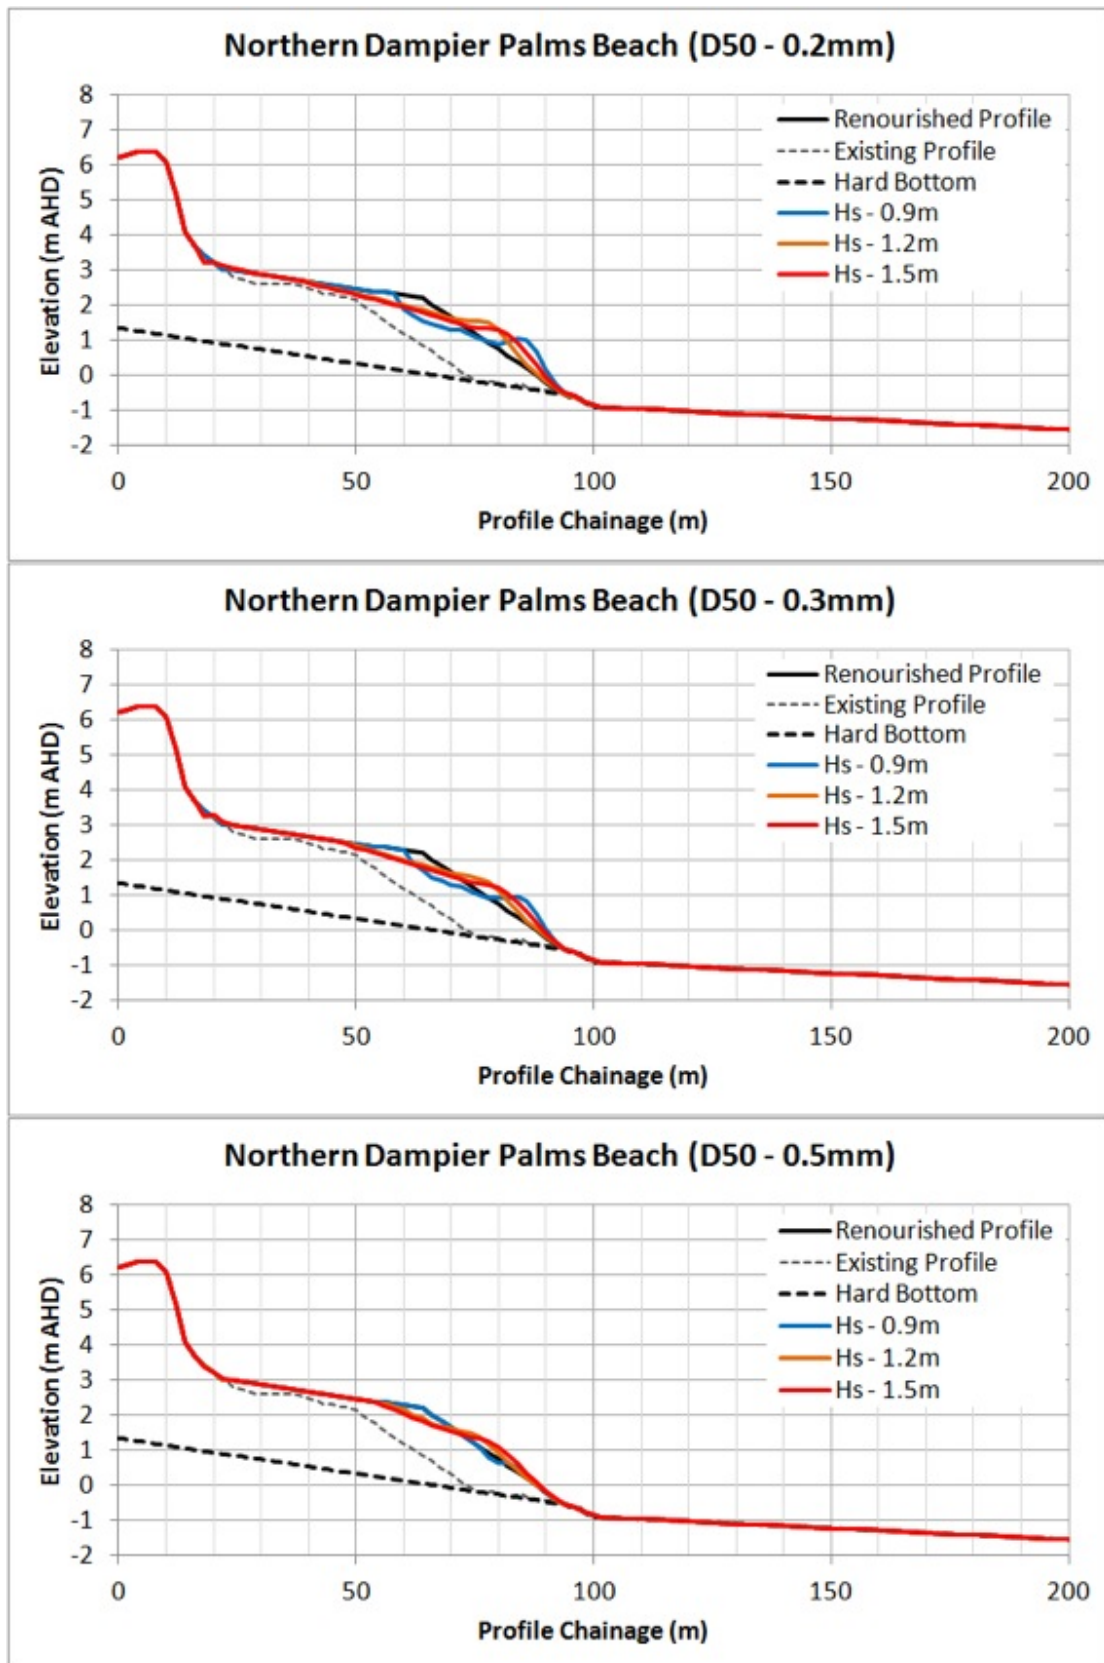 Northern Dampier Palms Beach (D50 - 0.2mm)
8
7
6
5
4
3
2
1
0
-1
-2
Elevation (m AHD)
Renourished Profile
Existing Profile
Hard Bottom
Hs - 0.9m
Hs - 1.2m
Hs - 1.5m
0 50 100 150 200
Profile Chainage (m)
Northern Dampier Palms Beach (D50 - 0.3mm)
8
7
6
5
4
3
2
1
0
-1
-2
Elevation (m AHD)
Renourished Profile
Existing Profile
Hard Bottom
Hs - 0.9m
Hs - 1.2m
Hs - 1.5m
0 50 100 150 200
Profile Chainage (m)
Northern Dampier Palms Beach (D50 - 0.5mm)
8
7
6
5
4
3
2
1
0
-1
-2
Elevation (m AHD)
Renourished Profile
Existing Profile
Hard Bottom
Hs - 0.9m
Hs - 1.2m
Hs - 1.5m
0 50 100 150 200
Profile Chainage (m)